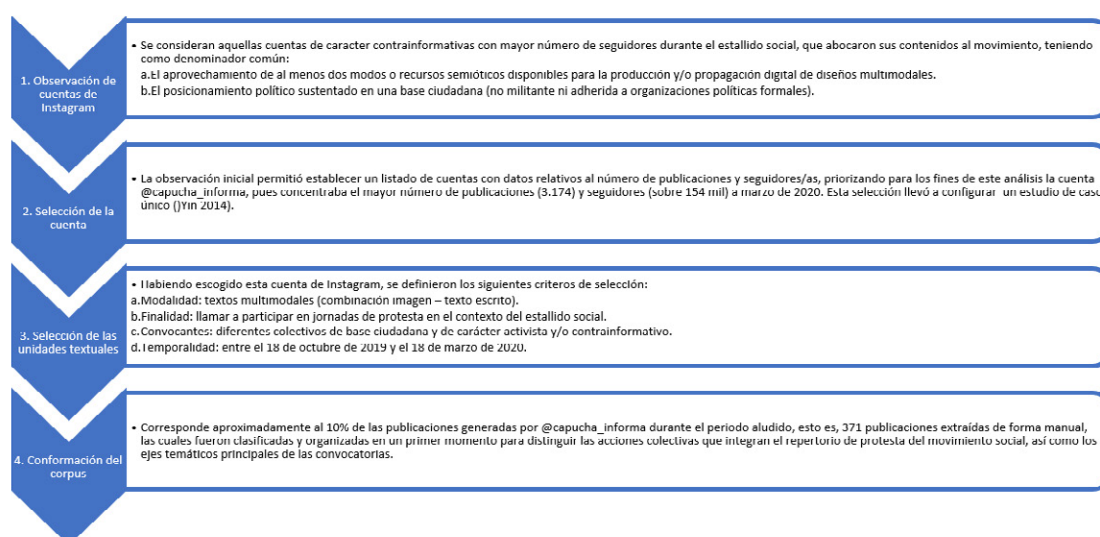 1. Observación de
cuentas de
Instagram
• Se consideran aquellas cuentas de caracter contrainformativas con mayor número de seguidores durante el estallido social, que abocaron sus contenidos al movimiento, teniendo
como denominador común:
a.El aprovechamiento de al menos dos modos o recursos semióticos disponibles para la producción y/o propagación digital de diseños multimodales.
b.El posicionamiento político sustentado en una base ciudadana (no militante ni adherida a organizaciones políticas formales).
2. Selección de la
cuenta
• La observación inicial permitió establecer un listado de cuentas con datos relativos al número de publicaciones y seguidores/as, priorizando para los fines de este análisis la cuenta
@capucha_informa, pues concentraba el mayor número de publicaciones (3.174) y seguidores (sobre 154 mil) a marzo de 2020. Esta selección llevó a configurar un estudio de caso
único ()Yin 2014).
3. Selección de las
unidades textuales
• Habiendo escogido esta cuenta de Instagram, se definieron los siguientes criteros de selección:
a.Modalidad: textos multimodales (combinación imagen – texto escrito).
b.Finalidad: llamar a participar en jornadas de protesta en el contexto del estallido social.
c.Convocantes: diferentes colectivos de base ciudadana y de carácter activista y/o contrainformativo.
d.Temporalidad: entre el 18 de octubre de 2019 y el 18 de marzo de 2020.
4. Conformación del
corpus
• Corresponde aproximadamente al 10% de las publicaciones generadas por @capucha_informa durante el periodo aludido, esto es, 371 publicaciones extraídas de forma manual,
las cuales fueron clasificadas y organizadas en un primer momento para distinguir las acciones colectivas que integran el repertorio de protesta del movimiento social, así como los
ejes temáticos principales de las convocatorias.